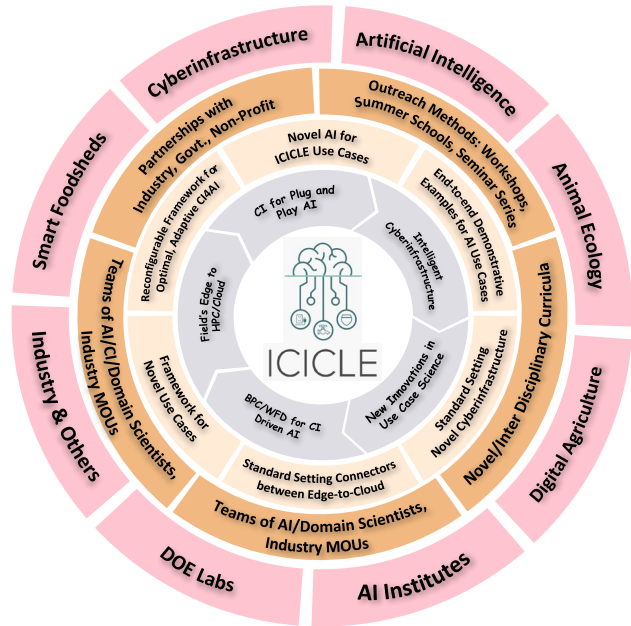 Cyberinfrastructure
Artificial Intelligence
Animal Ecology
Digital Agriculture
AI Institutes
DOE Labs
Industry & Others
Smart Foodsheds
Partnerships with
Industry, Govt., Non-Profit
Outreach Methods: Workshops,
Summer Schools, Seminar Series
Novel/Inter Disciplinary Curricula
Teams of AI/Domain Scientists,
Industry MOUs
Teams of AI/CI/Domain Scientists,
Industry MOUs
Novel AI for
ICICLE Use Cases
End-to-end Demonstrative
Examples for AI Use Cases
Standard Setting
Novel Cyberinfrastructure
Standard Setting Connectors
between Edge-to-Cloud
Framework for
Novel Use Cases
Reconfigurable Framework for
Optimal, Adaptive CI4AI
CI for Plug and
Play AI
Intelligent
Cyberinfrastructure
New Innovations in
Use Case Science
BPC/WFD for CI
Driven AI
Field's Edge to
HPC/Cloud
ICICLE